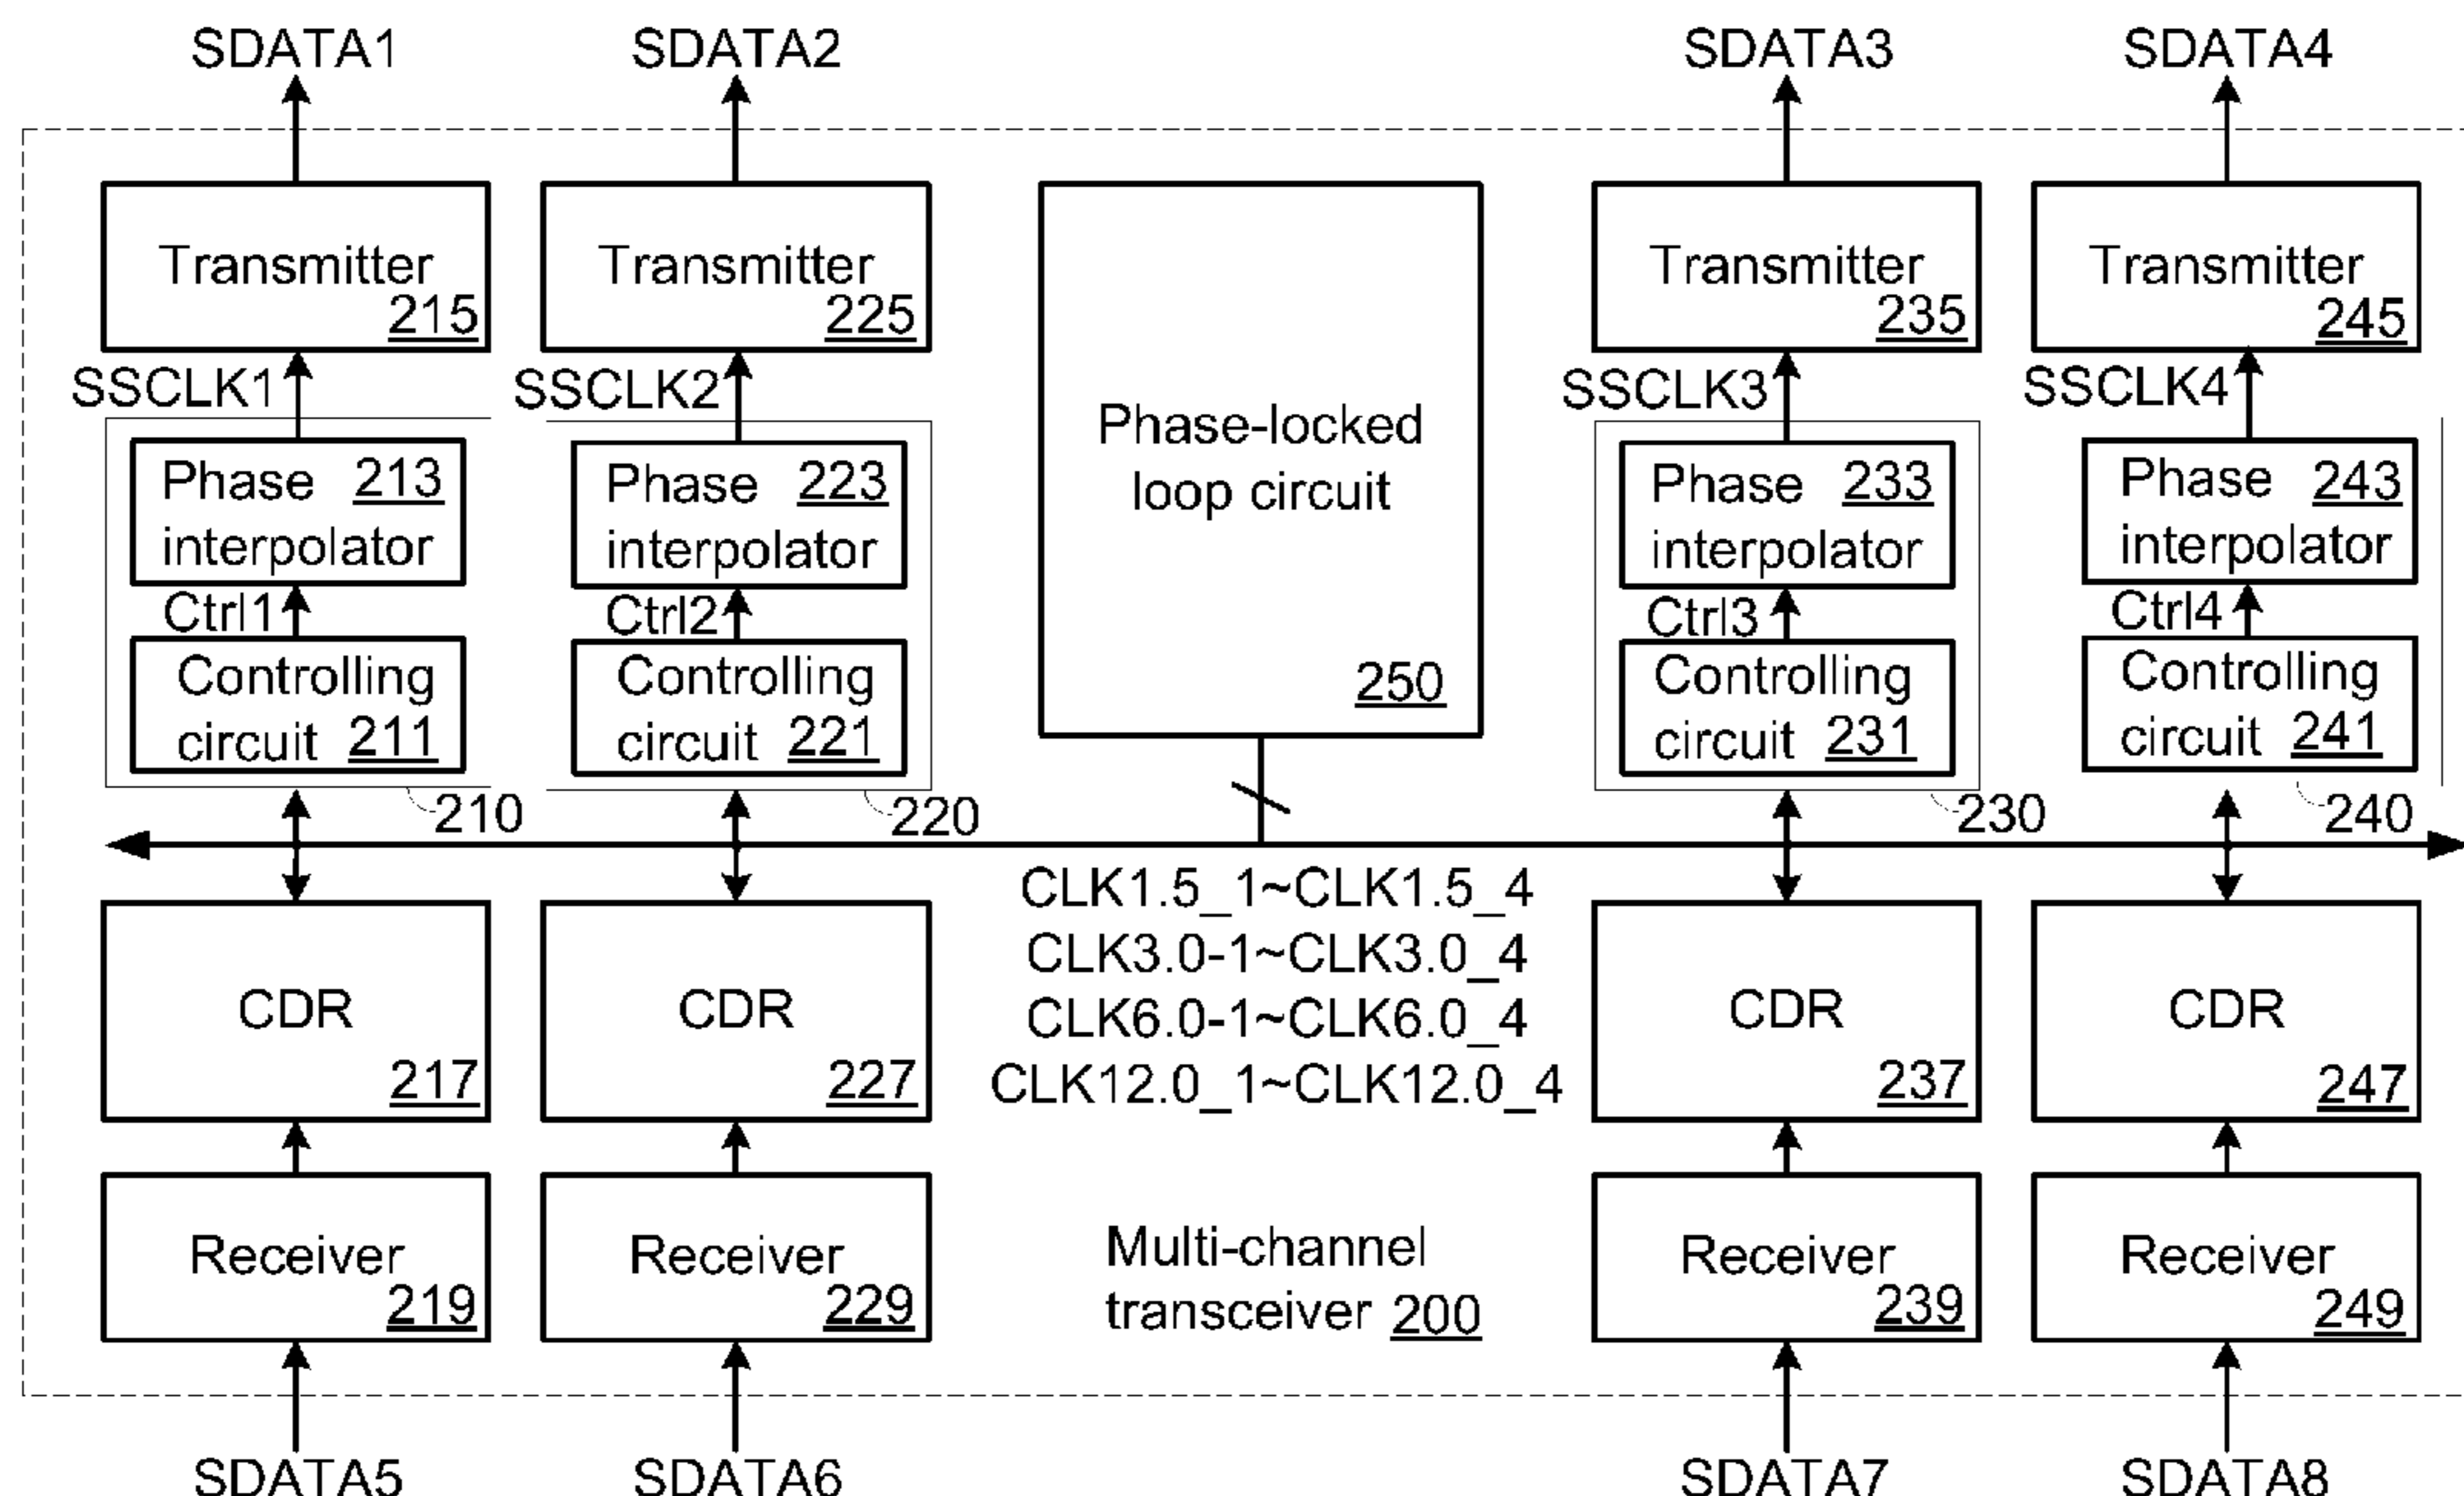 SDATA1
SDATA2
SDATA3
SDATA4
Transmitter
215
Transmitter
225
Transmitter
235
Transmitter
245
SSCLK1
SSCLK2
SSCLK3
SSCLK4
Phase 213
interpolator
Phase 223
interpolator
Phase-locked
loop circuit
250
Phase 233
interpolator
Phase 243
interpolator
Ctrl1
Ctrl2
Ctrl3
Ctrl4
Controlling
circuit 211
Controlling
circuit 221
Controlling
circuit 231
Controlling
circuit 241
210
220
230
240
CLK1.5_1~CLK1.5_4
CLK3.0-1~CLK3.0_4
CLK6.0-1~CLK6.0_4
CLK12.0_1~CLK12.0_4
CDR
217
CDR
227
CDR
237
CDR
247
Receiver
219
Receiver
229
Multi-channel
transceiver 200
Receiver
239
Receiver
249
SDATA5
SDATA6
SDATA7
SDATA8